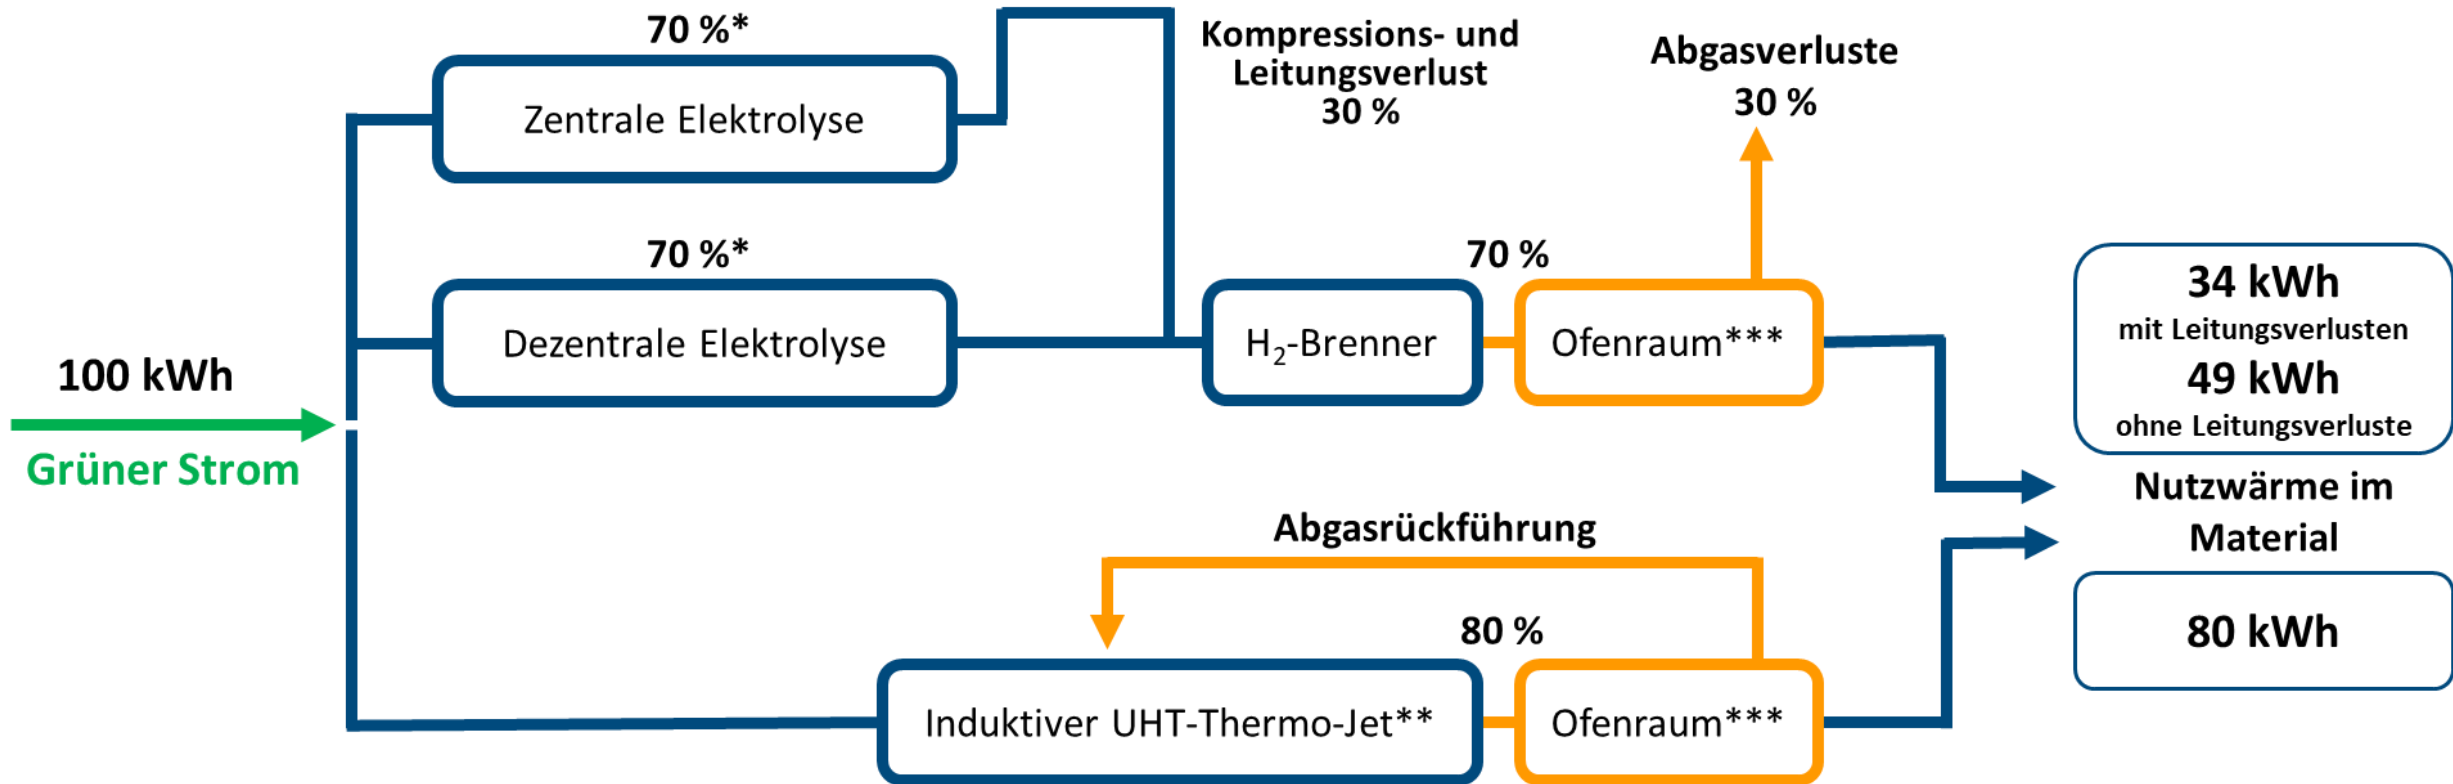 70 %*
Zentrale Elektrolyse
Kompressions- und
Leitungsverlust
30 %
Abgasverluste
30 %
70 %*
Dezentrale Elektrolyse
H₂-Brenner
70 %
Ofenraum***
100 kWh
Grüner Strom
34 kWh
mit Leitungsverlusten
49 kWh
ohne Leitungsverluste
Nutzwärme im
Material
80 kWh
Abgasrückführung
80 %
Induktiver UHT-Thermo-Jet**
Ofenraum***